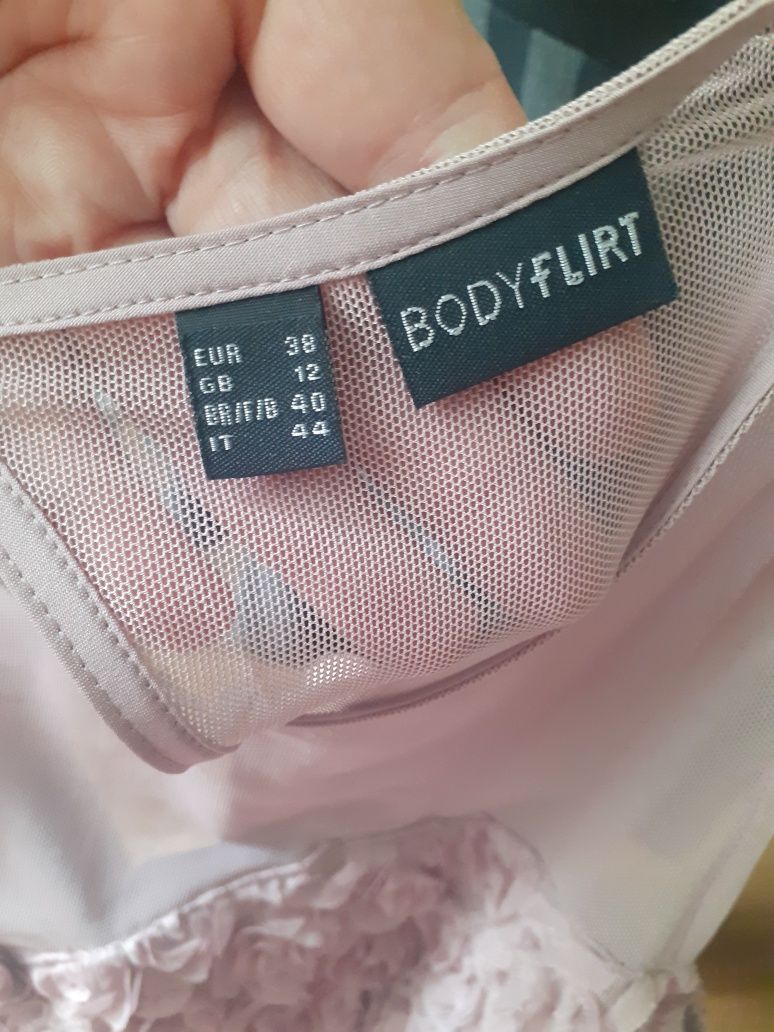 BODYFLIRT
EUR 38
GB 12
BR/F/B 40
IT 44